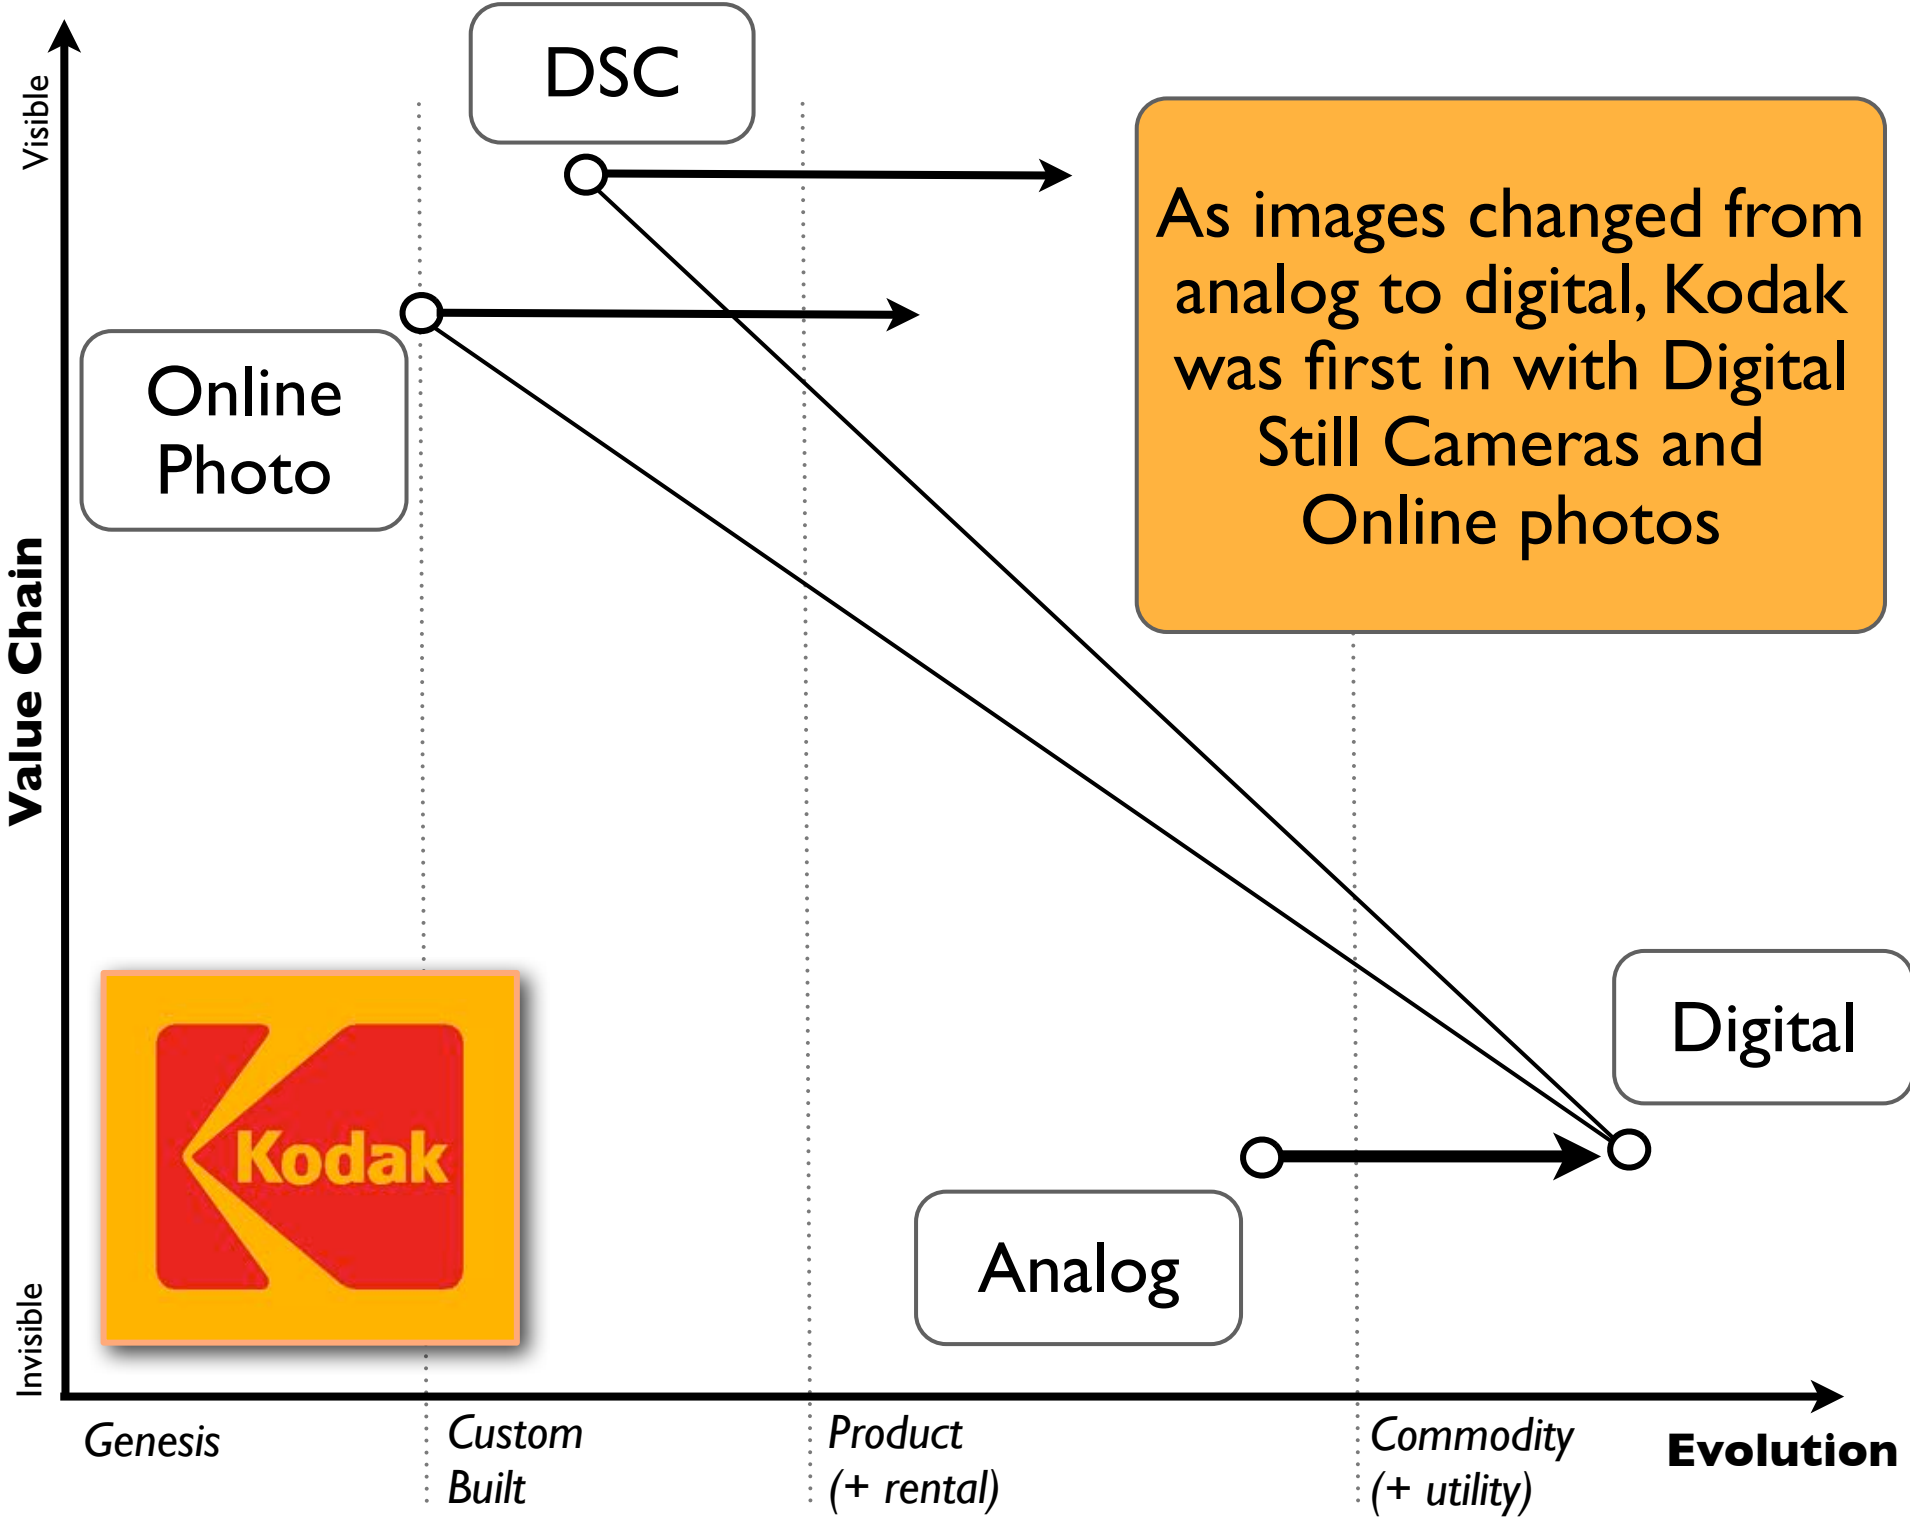 DSC
Visible
As images changed from
analog to digital, Kodak
was first in with Digital
Still Cameras and
Online photos
Online
Photo
Value Chain
Digital
Kodak
Analog
Invisible
Genesis
Custom
Built
Product
(+ rental)
Commodity
(+ utility)
Evolution